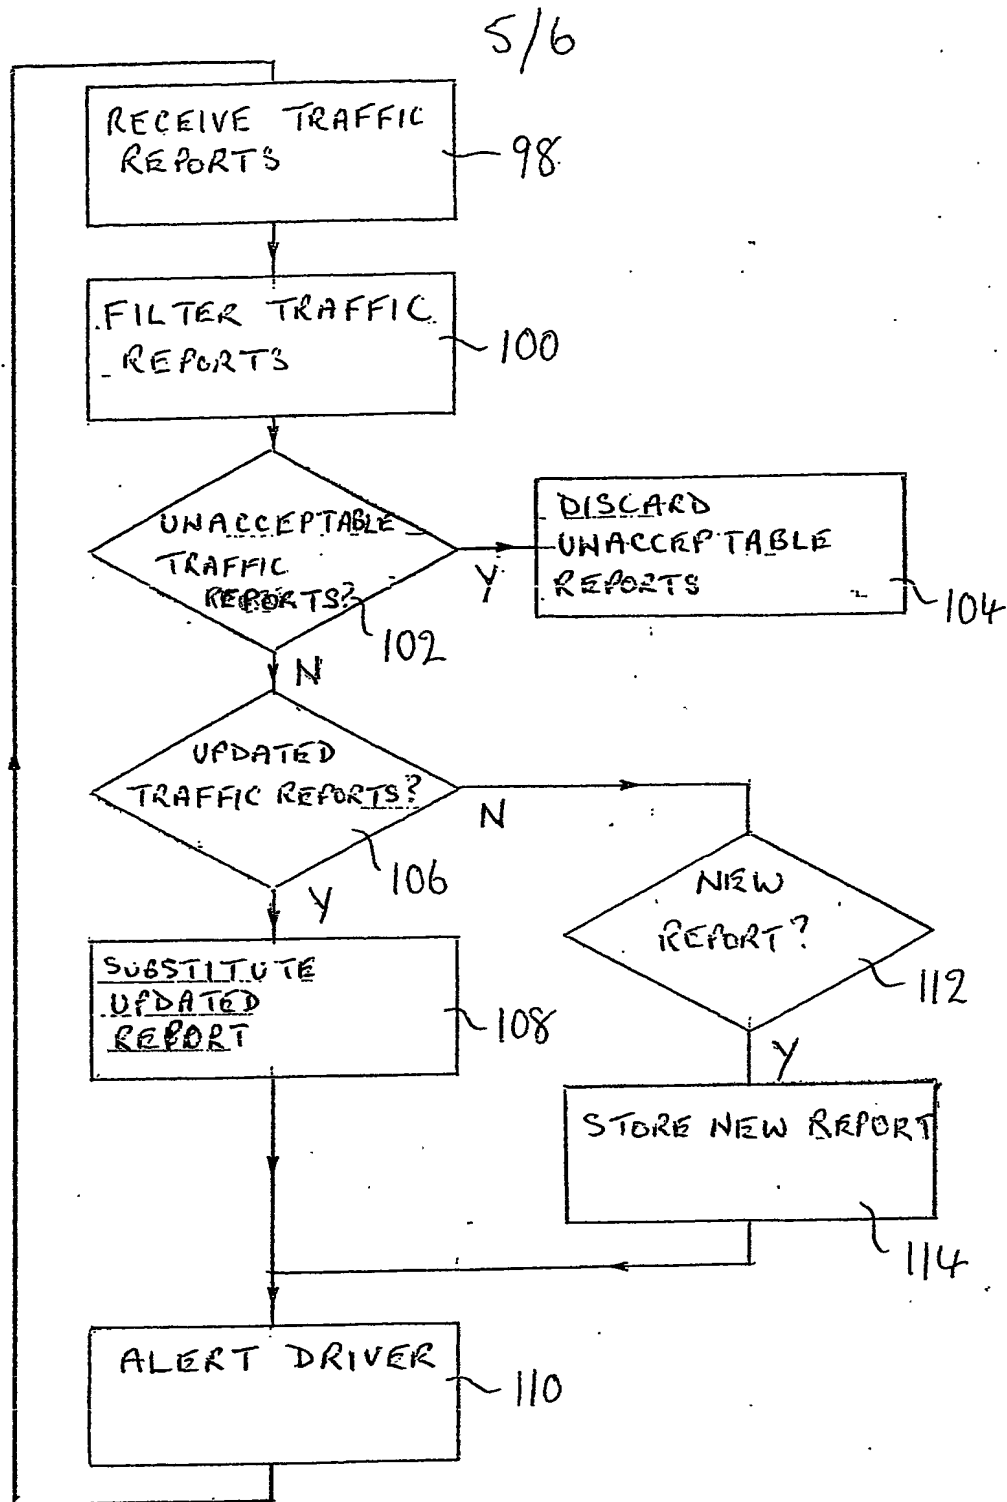 5/6
RECEIVE TRAFFIC
REPORTS
98
FILTER TRAFFIC
REPORTS
100
UNACCEPTABLE
TRAFFIC
REPORTS?
102
Y
DISCARD
UNACCEPTABLE
REPORTS
104
N
UPDATED
TRAFFIC REPORTS?
106
N
Y
NEW
REPORT?
112
SUBSTITUTE
UPDATED
REPORT
108
Y
STORE NEW REPORT
114
ALERT DRIVER
110